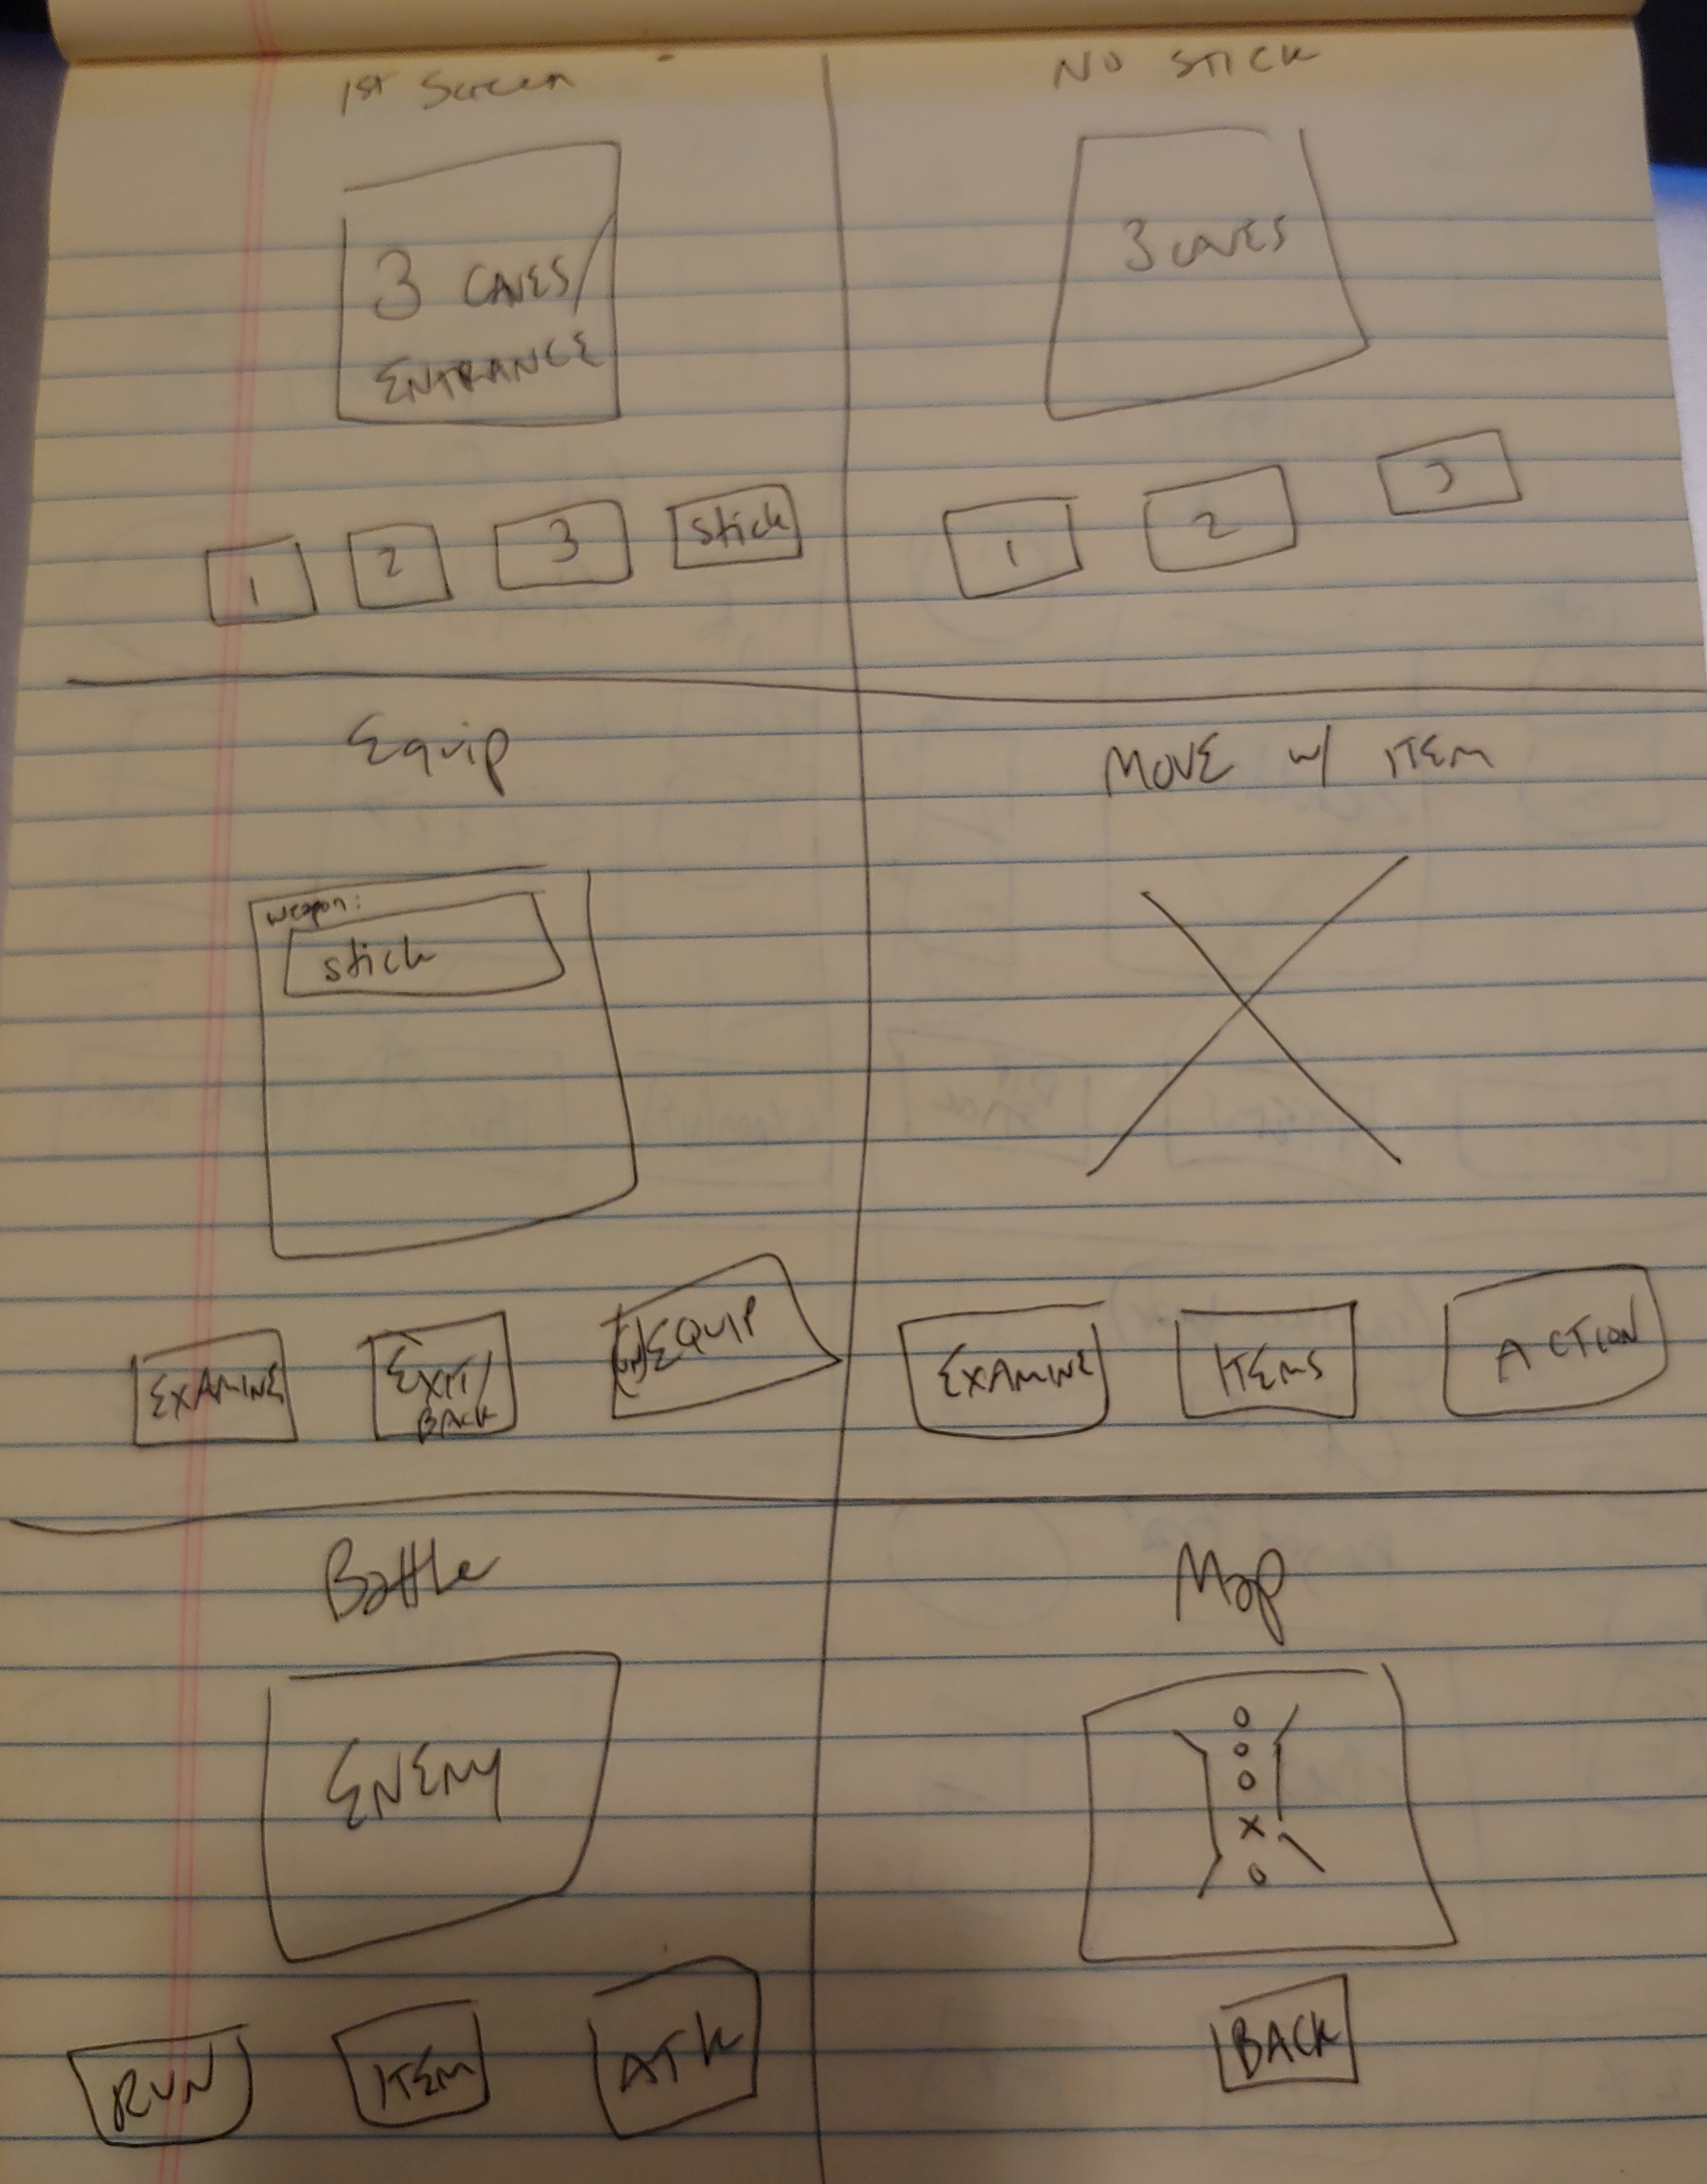 1st Screen
3 CAVES/
ENTRANCE
1 2 3 stick
NO STICK
3 CAVES
1 2 3
Equip
weapon:
stick
EXAMINE EXIT/
BACK
(un)EQUIP
MOVE w/ ITEM
EXAMINE ITEMS ACTION
Battle
ENEMY
RUN ITEM ATK
Map
o
o
o
x
o
BACK